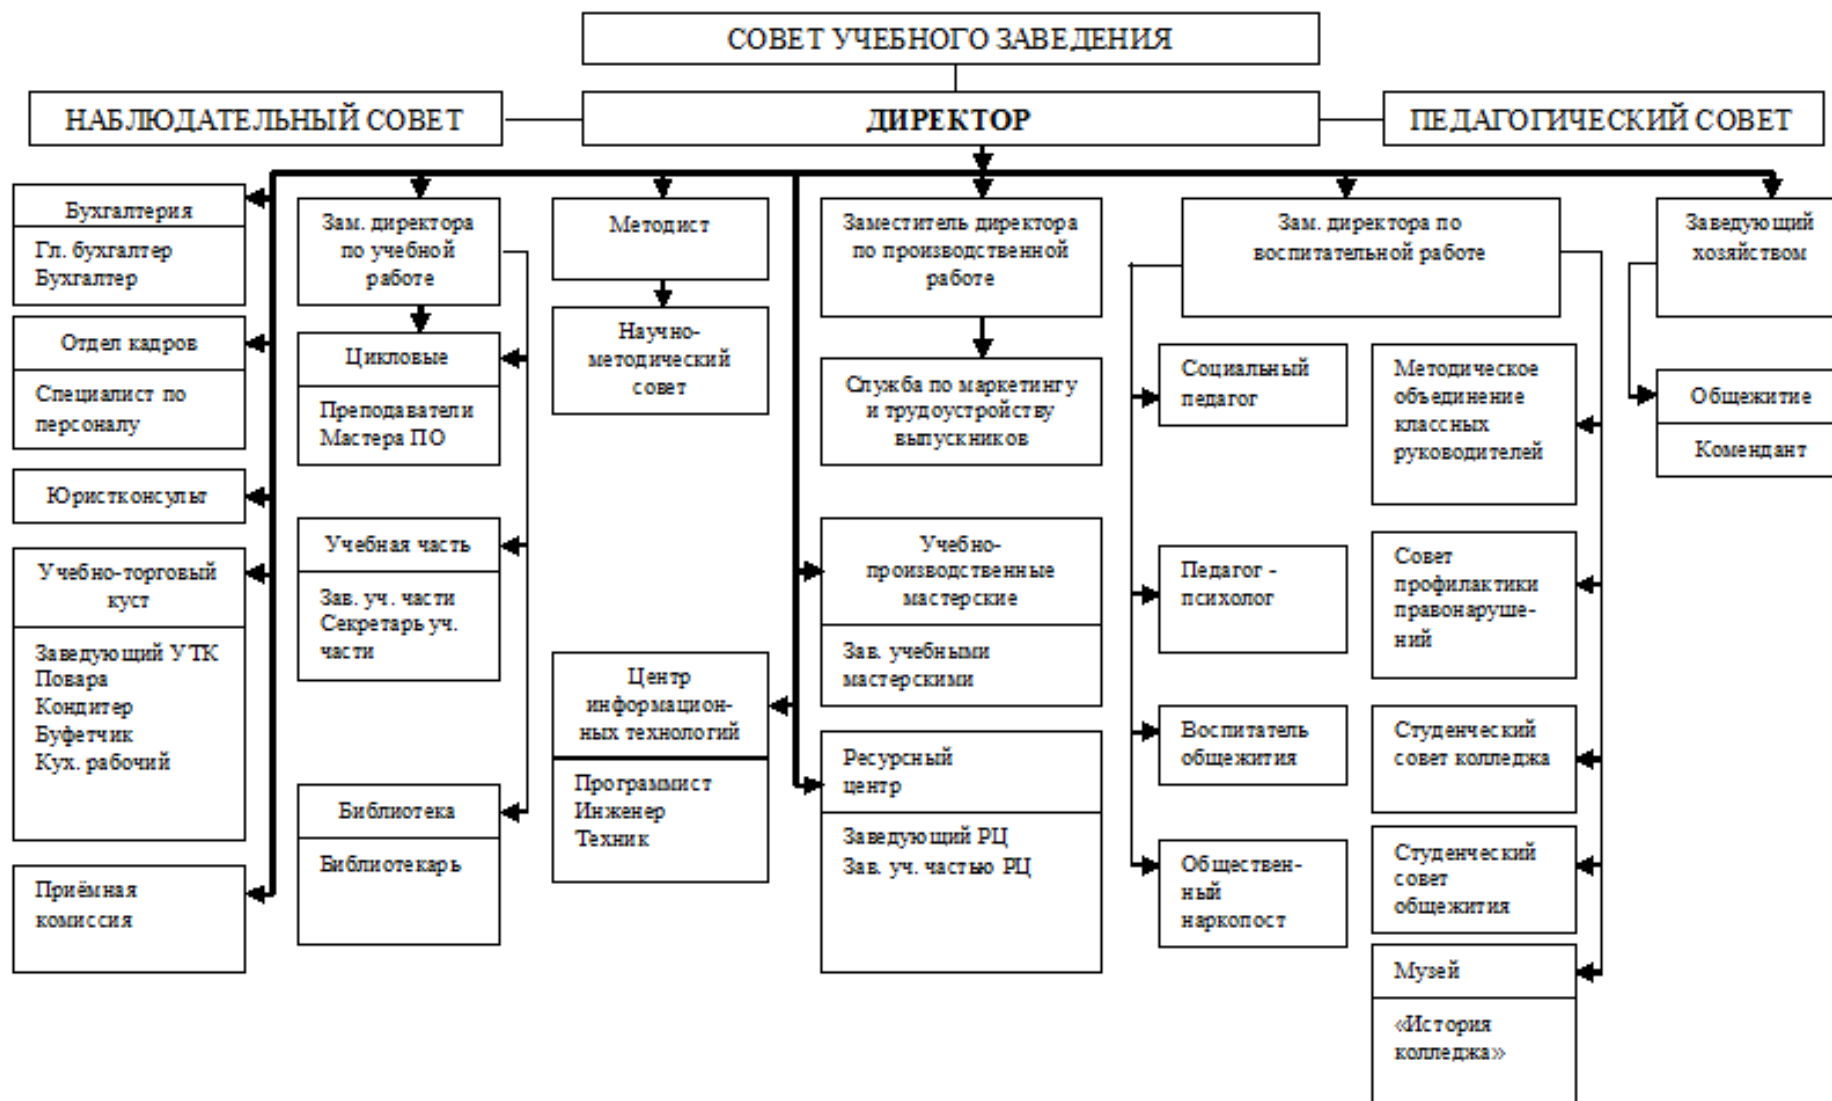 СОВЕТ УЧЕБНОГО ЗАВЕДЕНИЯ
НАБЛЮДАТЕЛЬНЫЙ СОВЕТ
ДИРЕКТОР
ПЕДАГОГИЧЕСКИЙ СОВЕТ
Бухгалтерия
Гл. бухгалтер
Бухгалтер
Отдел кадров
Специалист по
персоналу
Юристконсульт
Учебно-торговый
куст
Заведующий УТК
Повара
Кондитер
Буфетчик
Кух. рабочий
Приёмная
комиссия
Зам. директора
по учебной
работе
Цикловые
Преподаватели
Мастера ПО
Учебная часть
Зав. уч. части
Секретарь уч.
части
Библиотека
Библиотекарь
Методист
Научно-
методический
совет
Центр
информацион-
ных технологий
Программист
Инженер
Техник
Заместитель директора
по производственной
работе
Служба по маркетингу
и трудоустройству
выпускников
Учебно-
производственные
мастерские
Зав. учебными
мастерскими
Ресурсный
центр
Заведующий РЦ
Зав. уч. частью РЦ
Зам. директора по
воспитательной работе
Социальный
педагог
Педагог -
психолог
Воспитатель
общежития
Обществен-
ный
наркопост
Методическое
объединение
классных
руководителей
Совет
профилактики
правонаруше-
ний
Студенческий
совет колледжа
Студенческий
совет
общежития
Музей
«История
колледжа»
Заведующий
хозяйством
Общежитие
Комендант